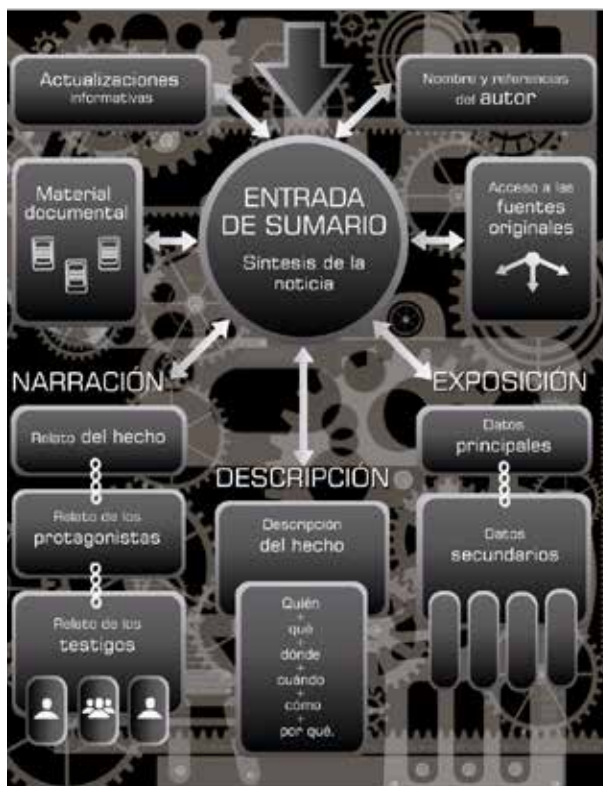 Actualizaciones
informativas
Nombre y referencias
del autor
Material
documental
ENTRADA
DE SUMARIO
Síntesis de la
noticia
Acceso a las
fuentes
originales
NARRACIÓN
Relato del hecho
Relato de los
protagonistas
Relato de los
testigos
DESCRIPCIÓN
Descripción
del hecho
Quién
+
qué
+
dónde
+
cuándo
+
cómo
+
por qué.
EXPOSICIÓN
Datos
principales
Datos
secundarios